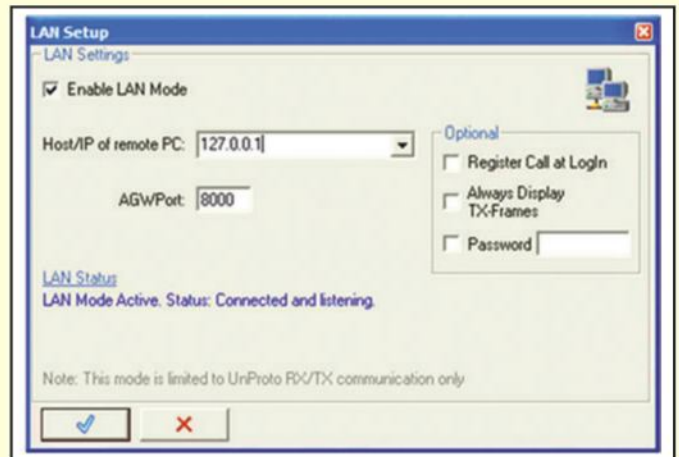 LAN Setup
LAN Settings
Enable LAN Mode
Host/IP of remote PC: 127.0.0.1
AGWPort: 8000
Optional
Register Call at LogIn
Always Display
TX-Frames
Password
LAN Status
LAN Mode Active. Status: Connected and listening.
Note: This mode is limited to UnProto RX/TX communication only